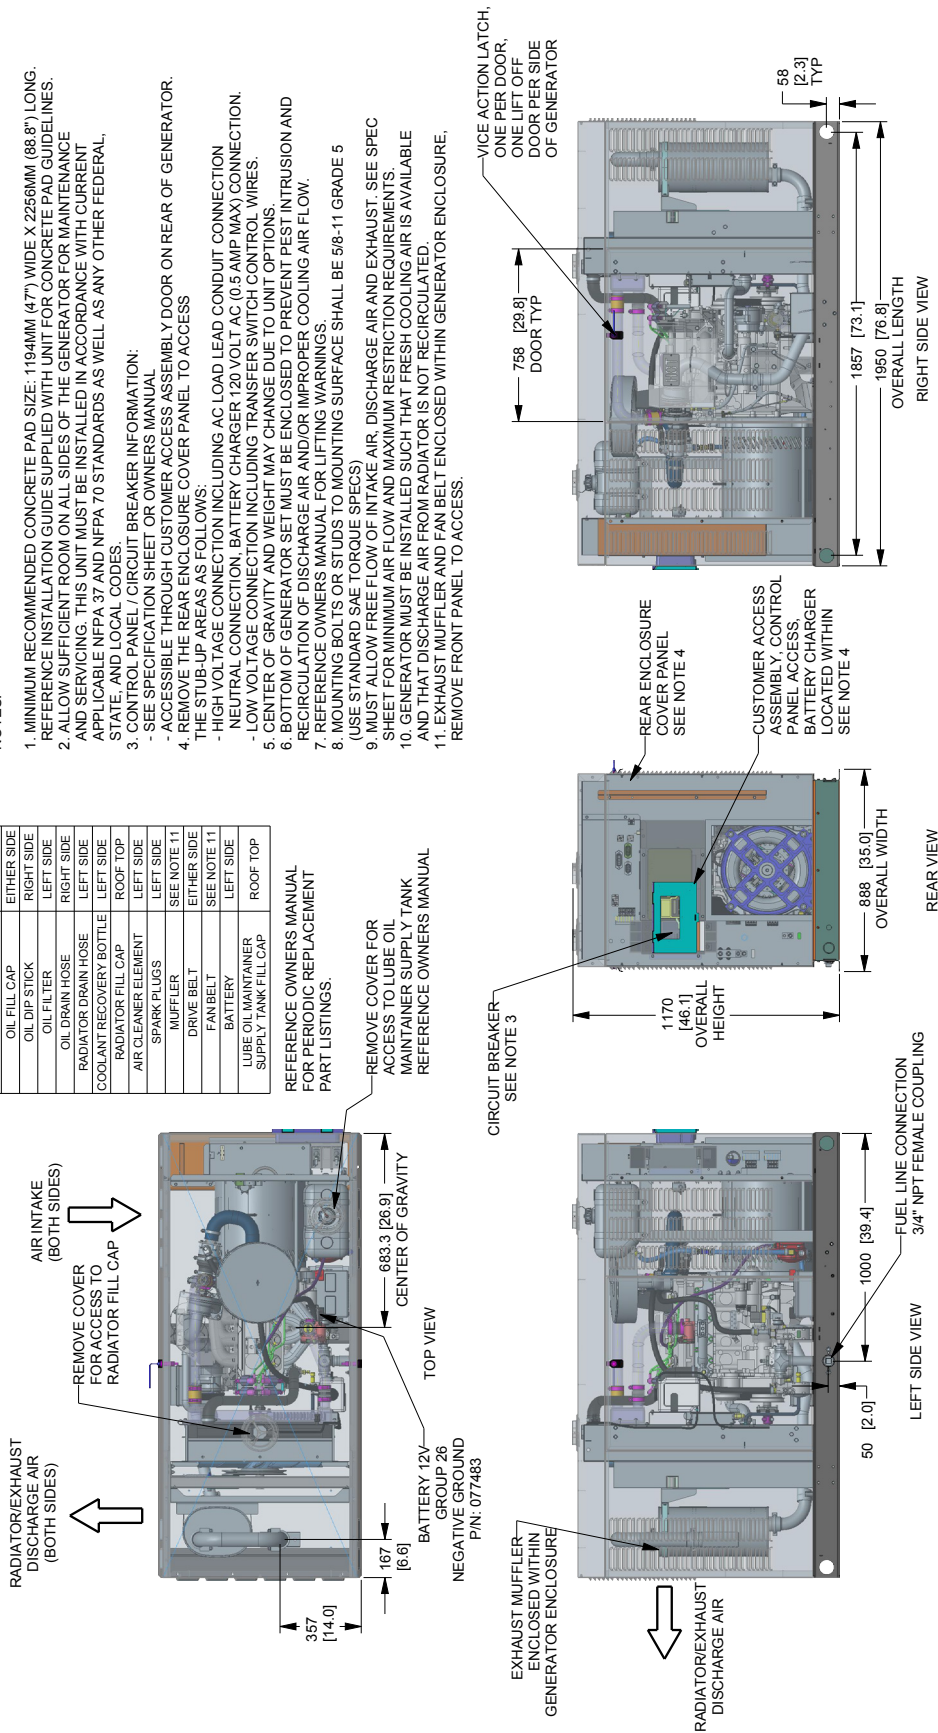 1. MINIMUM RECOMMENDED CONCRETE PAD SIZE: 1194MM (47") WIDE X 2256MM (88.8") LONG.
REFERENCE INSTALLATION GUIDE SUPPLIED WITH UNIT FOR CONCRETE PAD GUIDELINES.
2. ALLOW SUFFICIENT ROOM ON ALL SIDES OF THE GENERATOR FOR MAINTENANCE
AND SERVICING. THIS UNIT MUST BE INSTALLED IN ACCORDANCE WITH CURRENT
APPLICABLE NFPA 37 AND NFPA 70 STANDARDS AS WELL AS ANY OTHER FEDERAL,
STATE, AND LOCAL CODES.
3. CONTROL PANEL / CIRCUIT BREAKER INFORMATION:
- SEE SPECIFICATION SHEET OR OWNERS MANUAL
- ACCESSIBLE THROUGH CUSTOMER ACCESS ASSEMBLY DOOR ON REAR OF GENERATOR.
4. REMOVE THE REAR ENCLOSURE COVER PANEL TO ACCESS
THE STUB-UP AREAS AS FOLLOWS:
- HIGH VOLTAGE CONNECTION INCLUDING AC LOAD LEAD CONDUIT CONNECTION
NEUTRAL CONNECTION, BATTERY CHARGER 120 VOLT AC (0.5 AMP MAX) CONNECTION.
- LOW VOLTAGE CONNECTION INCLUDING TRANSFER SWITCH CONTROL WIRES.
5. CENTER OF GRAVITY AND WEIGHT MAY CHANGE DUE TO UNIT OPTIONS.
6. BOTTOM OF GENERATOR SET MUST BE ENCLOSED TO PREVENT PEST INTRUSION AND
RECIRCULATION OF DISCHARGE AIR AND/OR IMPROPER COOLING AIR FLOW.
7. REFERENCE OWNERS MANUAL FOR LIFTING WARNINGS.
8. MOUNTING BOLTS OR STUDS TO MOUNTING SURFACE SHALL BE 5/8-11 GRADE 5
(USE STANDARD SAE TORQUE SPECS)
9. MUST ALLOW FREE FLOW OF INTAKE AIR, DISCHARGE AIR AND EXHAUST. SEE SPEC
SHEET FOR MINIMUM AIR FLOW AND MAXIMUM RESTRICTION REQUIREMENTS.
10. GENERATOR MUST BE INSTALLED SUCH THAT FRESH COOLING AIR IS AVAILABLE
AND THAT DISCHARGE AIR FROM RADIATOR IS NOT RECIRCULATED.
11. EXHAUST MUFFLER AND FAN BELT ENCLOSED WITHIN GENERATOR ENCLOSURE,
REMOVE FRONT PANEL TO ACCESS.
OIL FILL CAP EITHER SIDE
OIL DIP STICK RIGHT SIDE
OIL FILTER LEFT SIDE
OIL DRAIN HOSE RIGHT SIDE
RADIATOR DRAIN HOSE LEFT SIDE
COOLANT RECOVERY BOTTLE LEFT SIDE
RADIATOR FILL CAP ROOF TOP
AIR CLEANER ELEMENT LEFT SIDE
SPARK PLUGS LEFT SIDE
MUFFLER SEE NOTE 11
DRIVE BELT EITHER SIDE
FAN BELT SEE NOTE 11
BATTERY LEFT SIDE
LUBE OIL MAINTAINER
SUPPLY TANK FILL CAP ROOF TOP
REFERENCE OWNERS MANUAL
FOR PERIODIC REPLACEMENT
PART LISTINGS.
RADIATOR/EXHAUST
DISCHARGE AIR
(BOTH SIDES)
AIR INTAKE
(BOTH SIDES)
REMOVE COVER
FOR ACCESS TO
RADIATOR FILL CAP
REMOVE COVER FOR
ACCESS TO LUBE OIL
MAINTAINER SUPPLY TANK
REFERENCE OWNERS MANUAL
357
[14.0]
167
[6.6]
683.3 [26.9]
CENTER OF GRAVITY
BATTERY 12V
GROUP 26
NEGATIVE GROUND
P/N: 077483
TOP VIEW
EXHAUST MUFFLER
ENCLOSED WITHIN
GENERATOR ENCLOSURE
RADIATOR/EXHAUST
DISCHARGE AIR
50 [2.0]
1000 [39.4]
FUEL LINE CONNECTION
3/4" NPT FEMALE COUPLING
LEFT SIDE VIEW
CIRCUIT BREAKER
SEE NOTE 3
1170
[46.1]
OVERALL
HEIGHT
REAR ENCLOSURE
COVER PANEL
SEE NOTE 4
CUSTOMER ACCESS
ASSEMBLY, CONTROL
PANEL ACCESS,
BATTERY CHARGER
LOCATED WITHIN
SEE NOTE 4
888 [35.0]
OVERALL WIDTH
REAR VIEW
VICE ACTION LATCH,
ONE PER DOOR,
ONE LIFT OFF
DOOR PER SIDE
OF GENERATOR
758 [29.8]
DOOR TYP
58
[2.3]
TYP
1857 [73.1]
1950 [76.8]
OVERALL LENGTH
RIGHT SIDE VIEW